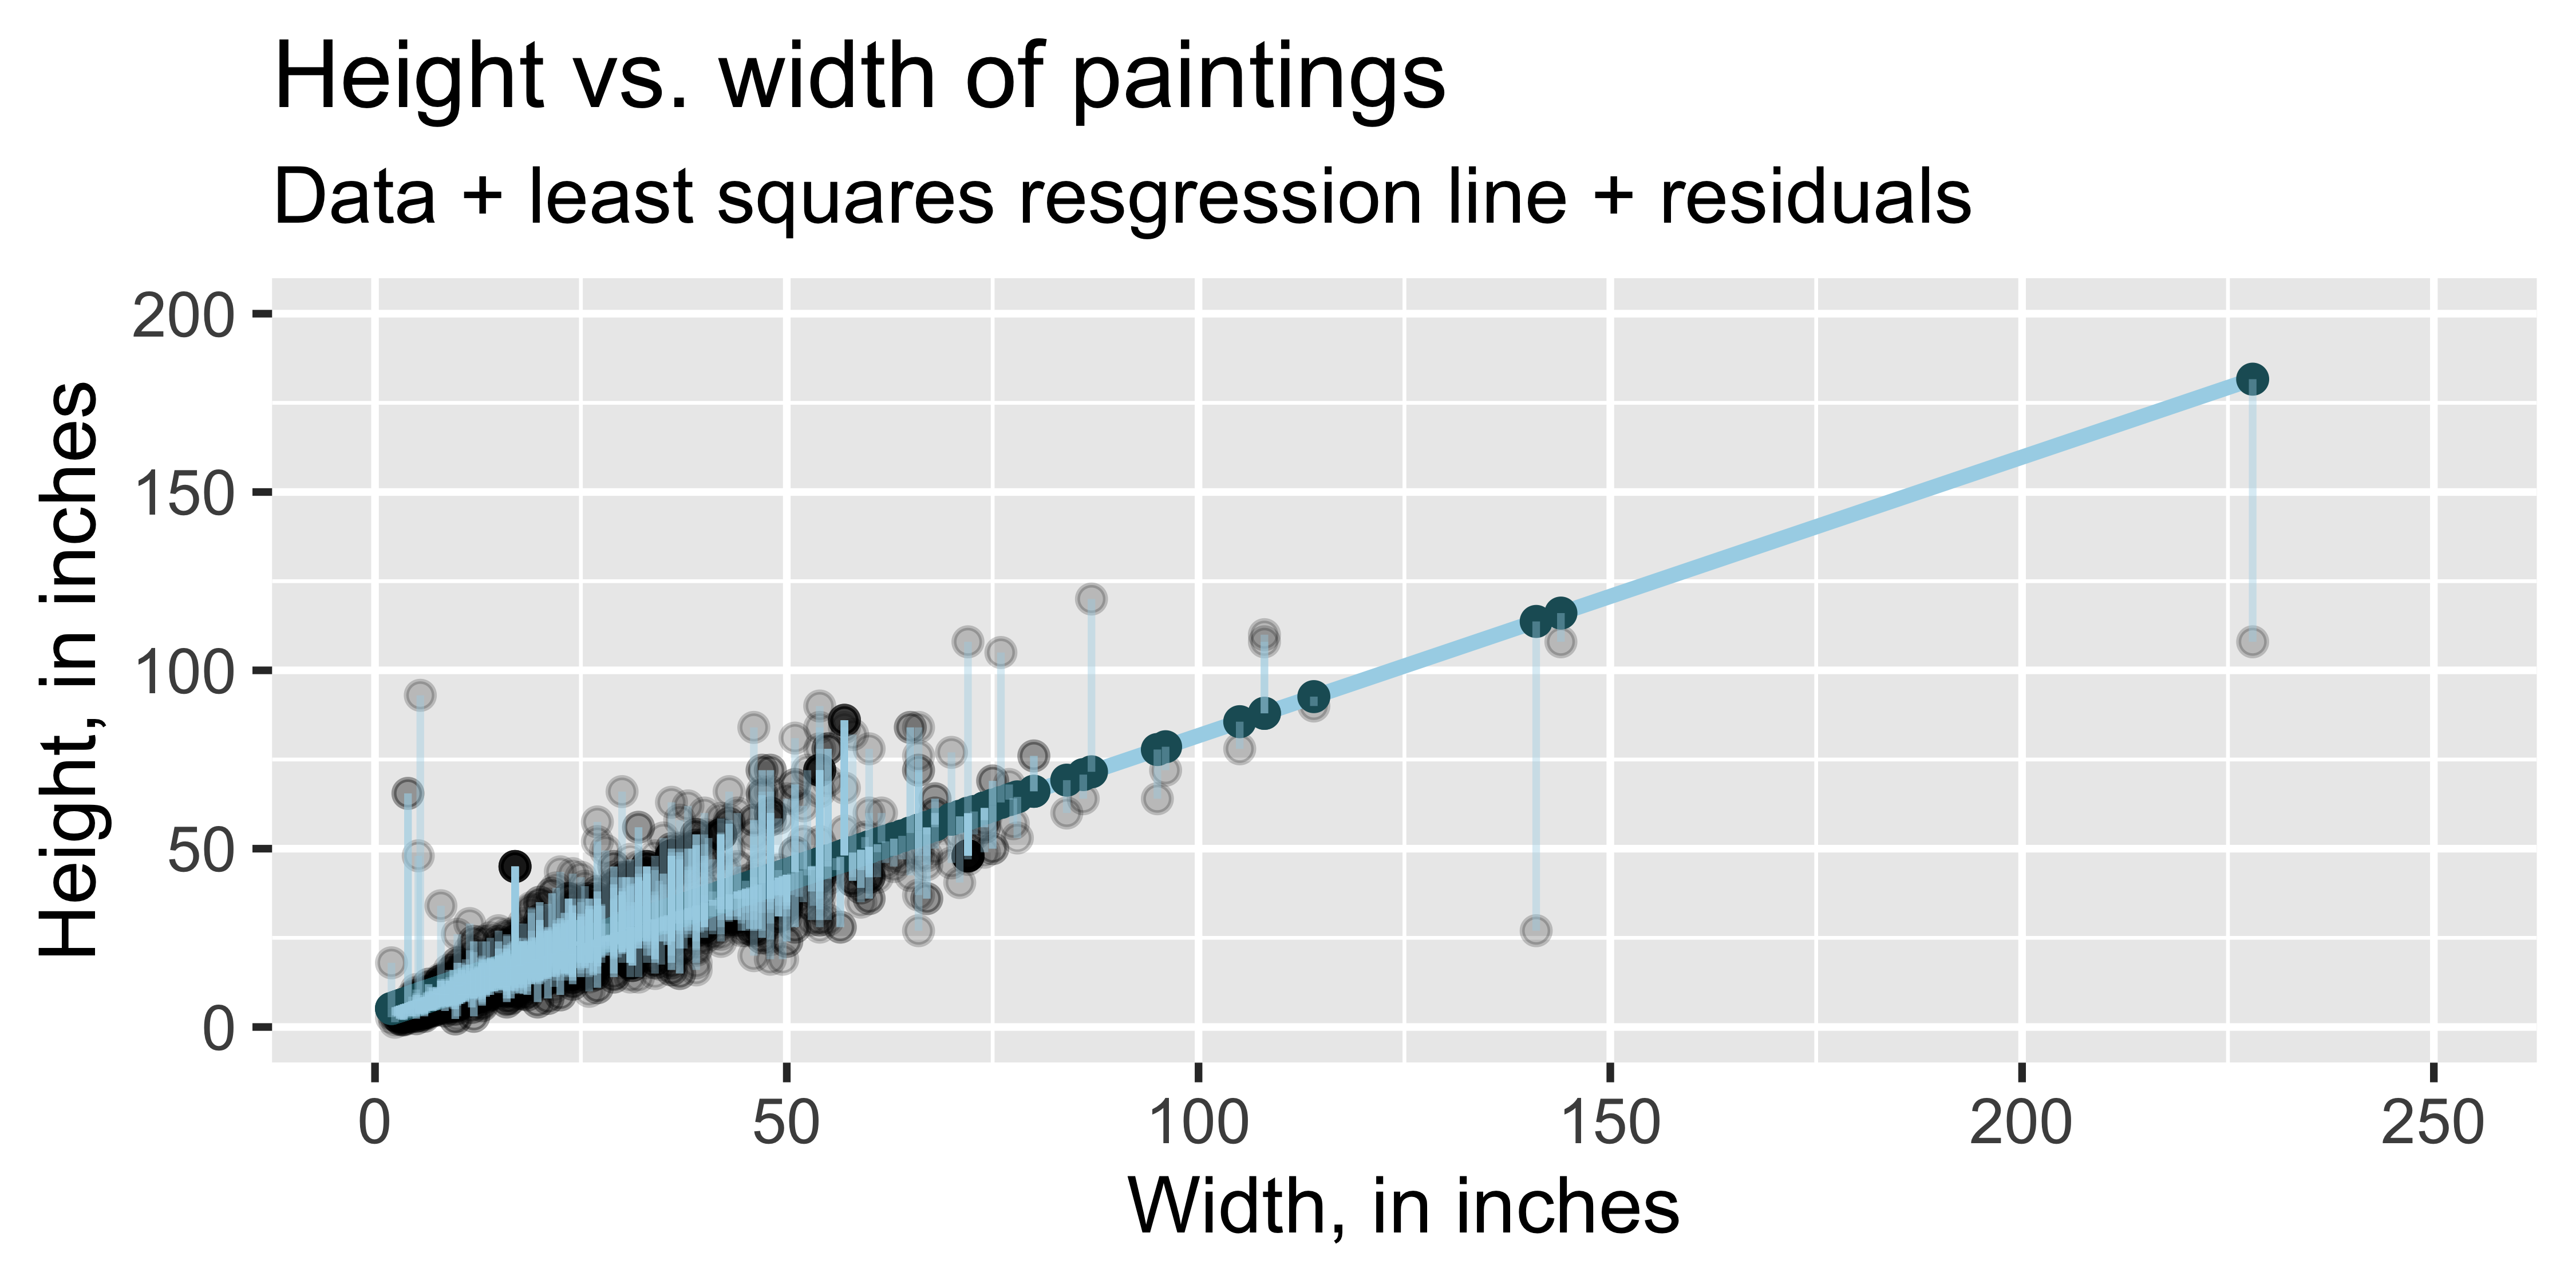 Height vs. width of paintings
Data + least squares resgression line + residuals
Height, in inches
200
150
100
50
0
0 50 100 150 200 250
Width, in inches